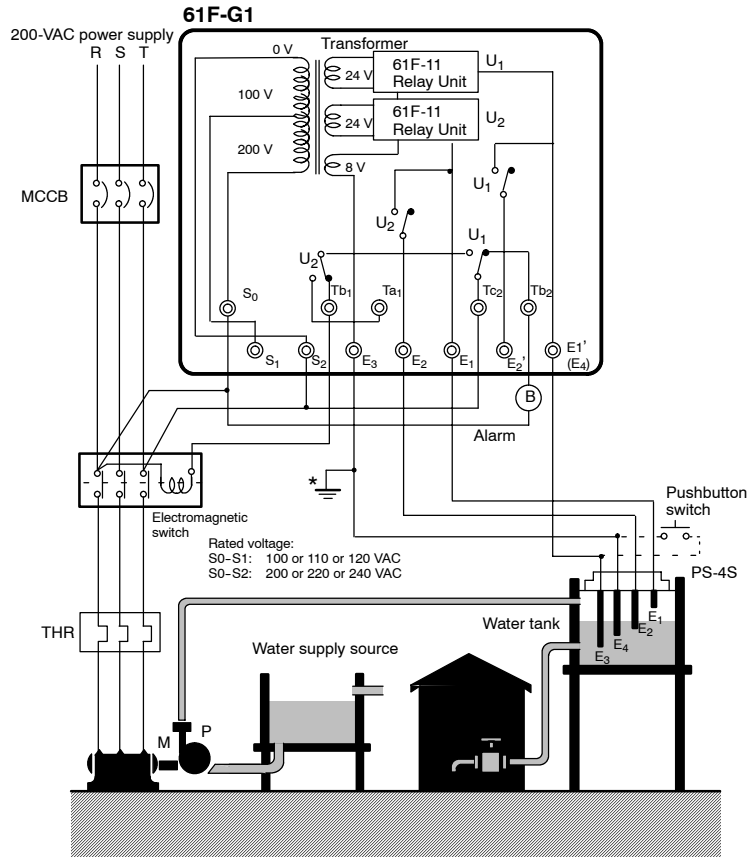 61F-G1
200-VAC power supply
R S T
0 V
Transformer
24 V
61F-11
Relay Unit
U1
100 V
24 V
61F-11
Relay Unit
U2
200 V
8 V
MCCB
U1
U2
U2
U1
S0
Tb1
Ta1
Tc2
Tb2
S1
S2
E3
E2
E1
E2'
E1'
(E4)
B
Alarm
*
Electromagnetic
switch
Pushbutton
switch
Rated voltage:
S0-S1: 100 or 110 or 120 VAC
S0-S2: 200 or 220 or 240 VAC
PS-4S
THR
Water tank
E1
E2
E4
E3
Water supply source
M
P